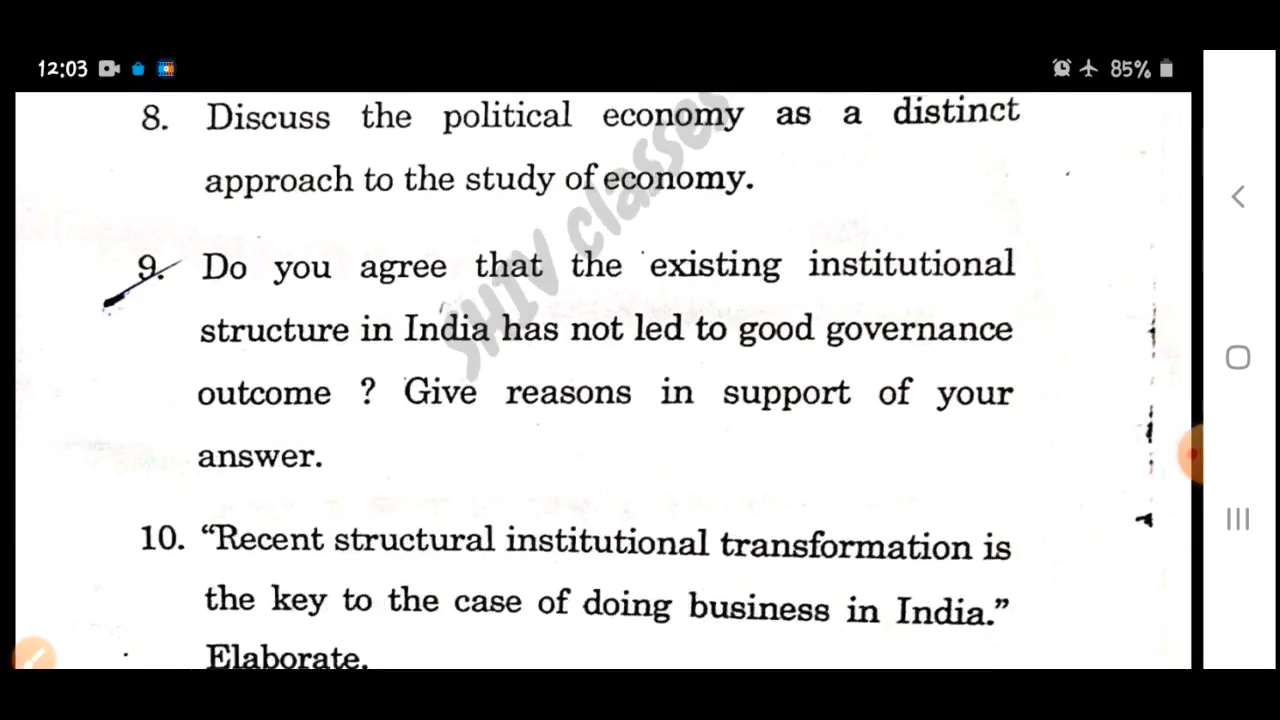 12:03 85%
8. Discuss the political economy as a distinct
approach to the study of economy.
9. Do you agree that the existing institutional
structure in India has not led to good governance
outcome ? Give reasons in support of your
answer.
10. “Recent structural institutional transformation is
the key to the case of doing business in India.”
Elaborate.
SHIV classes